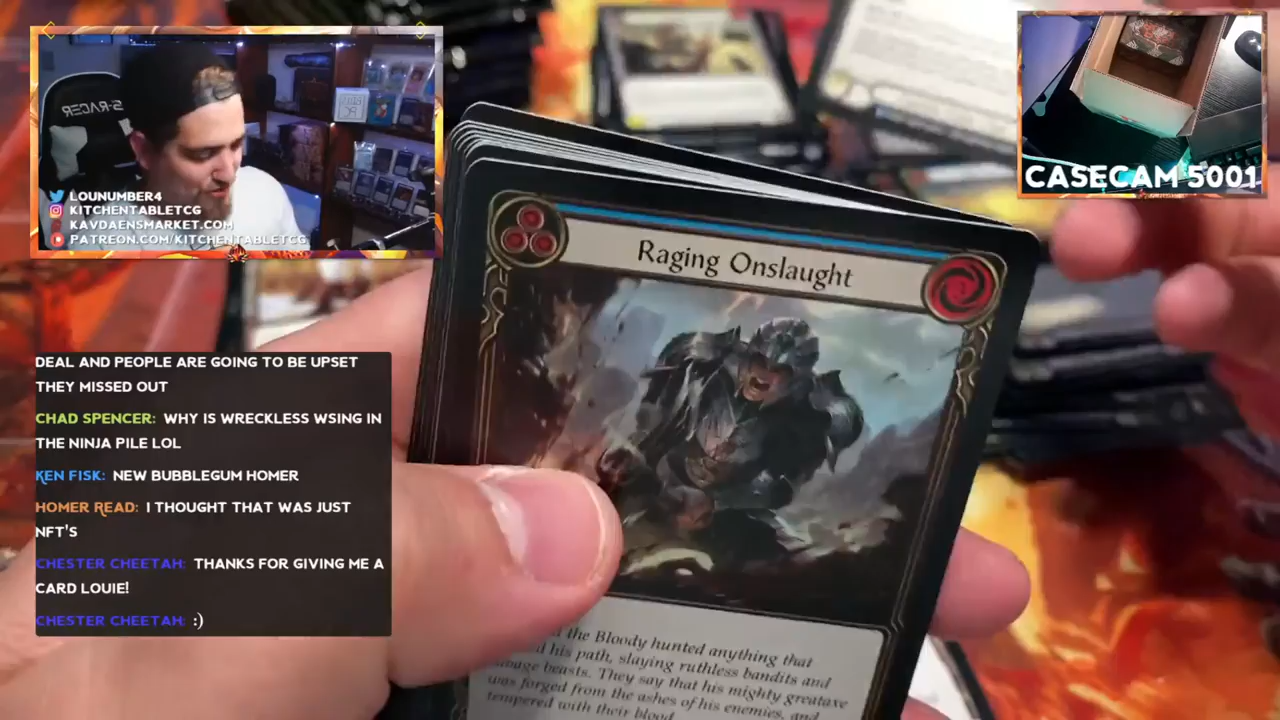 LOUNUMBER4
KITCHENTABLETCG
KAVDAENSMARKET.COM
PATREON.COM/KITCHENTABLETCG
CASECAM 5001
Raging Onslaught
DEAL AND PEOPLE ARE GOING TO BE UPSET
THEY MISSED OUT
CHAD SPENCER: WHY IS WRECKLESS WSING IN
THE NINJA PILE LOL
KEN FISK: NEW BUBBLEGUM HOMER
HOMER READ: I THOUGHT THAT WAS JUST
NFT'S
CHESTER CHEETAH: THANKS FOR GIVING ME A
CARD LOUIE!
CHESTER CHEETAH: :)
the Bloody hunted anything that
his path, slaying ruthless bandits and
beasts. They say that his mighty greataxe
was forged from the ashes of his enemies, and
tempered with their blood.